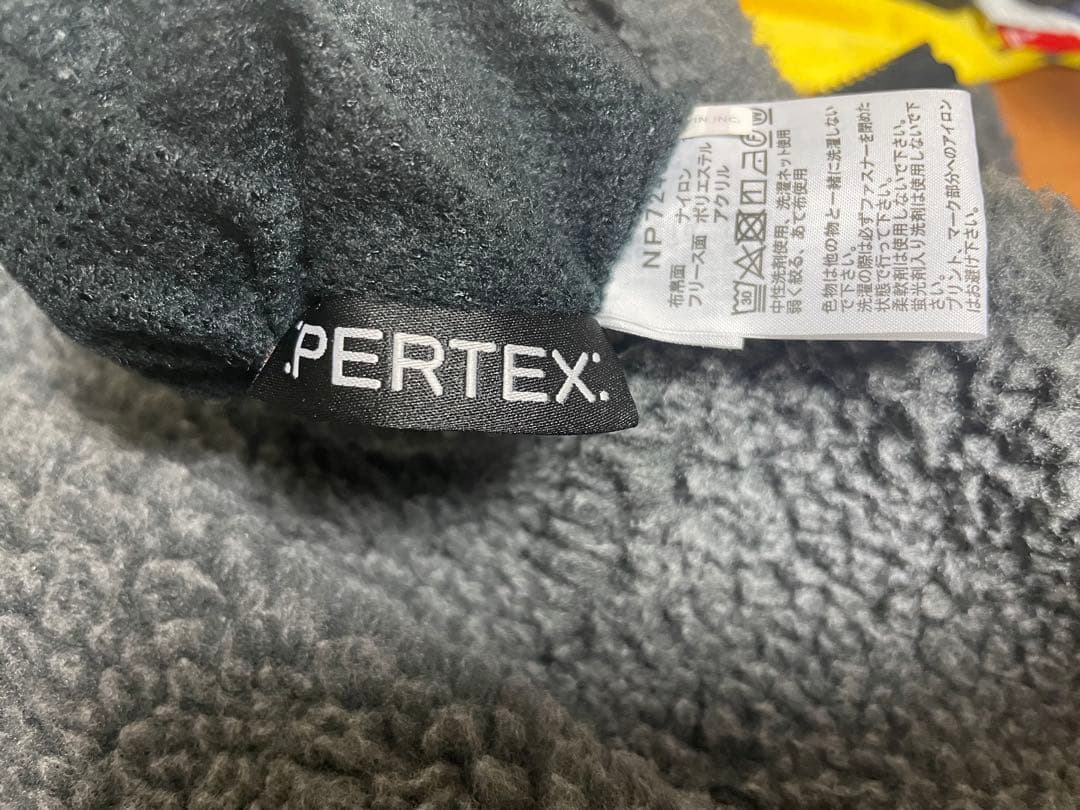 PERTEX
NP72
布帛面 ナイロン
フリース面 ポリエステル
アクリル
30
中性洗剤使用、洗濯ネット使用
弱く絞る、あて布使用
色物は他の物と一緒に洗濯しない
で下さい。
洗濯の際は必ずファスナーを閉めた
状態で行って下さい。
柔軟剤は使用しないで下さい。
蛍光剤入り洗剤は使用しないで下
さい。
プリント、マーク部分へのアイロン
はお避け下さい。